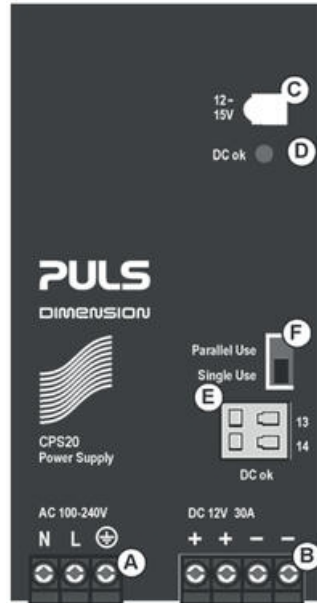 C
12-
15V
DC ok
D
PULS
DIMENSION
F
Parallel Use
Single Use
E
13
14
DC ok
CPS20
Power Supply
AC 100-240V
N L
A
DC 12V 30A
+ + − −
B